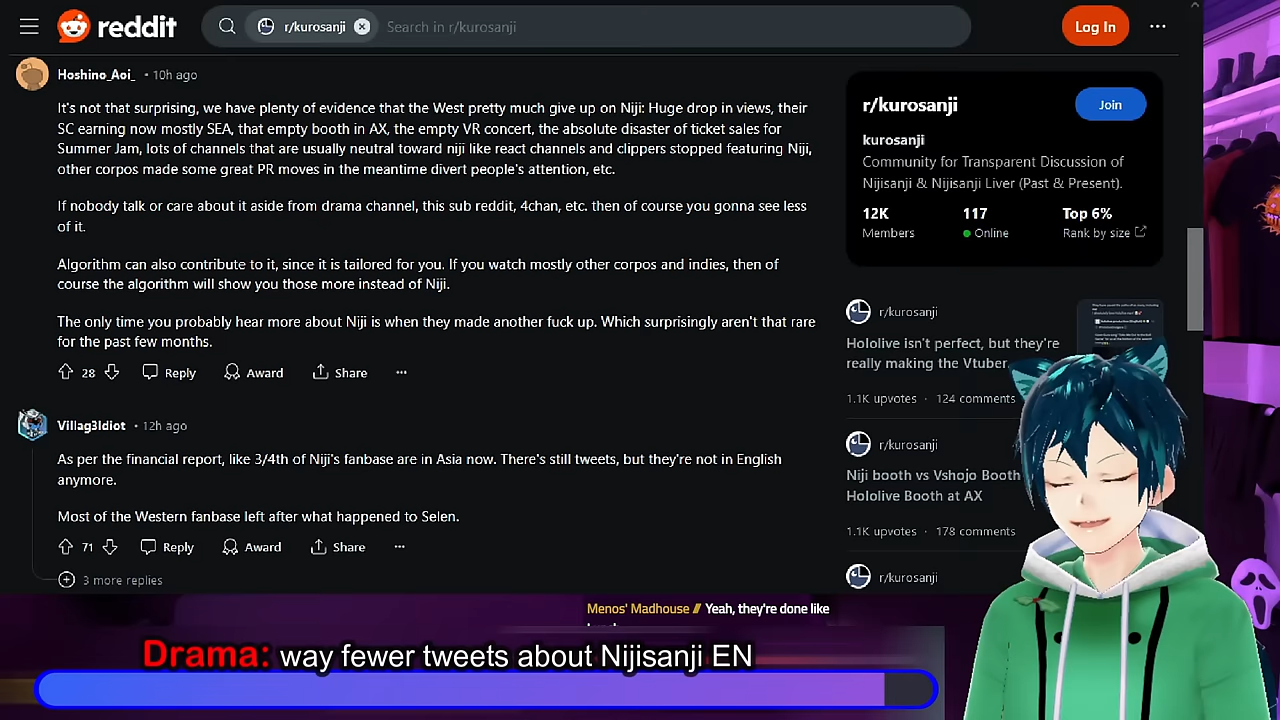 reddit
r/kurosanji
Search in r/kurosanji
Log In
Hoshino_Aoi_ • 10h ago
It's not that surprising, we have plenty of evidence that the West pretty much give up on Niji: Huge drop in views, their
SC earning now mostly SEA, that empty booth in AX, the empty VR concert, the absolute disaster of ticket sales for
Summer Jam, lots of channels that are usually neutral toward niji like react channels and clippers stopped featuring Niji,
other corpos made some great PR moves in the meantime divert people's attention, etc.
If nobody talk or care about it aside from drama channel, this sub reddit, 4chan, etc. then of course you gonna see less
of it.
Algorithm can also contribute to it, since it is tailored for you. If you watch mostly other corpos and indies, then of
course the algorithm will show you those more instead of Niji.
The only time you probably hear more about Niji is when they made another fuck up. Which surprisingly aren't that rare
for the past few months.
28 Reply Award Share
Villag3Idiot • 12h ago
As per the financial report, like 3/4th of Niji's fanbase are in Asia now. There's still tweets, but they're not in English
anymore.
Most of the Western fanbase left after what happened to Selen.
71 Reply Award Share
3 more replies
r/kurosanji
Join
kurosanji
Community for Transparent Discussion of
Nijisanji & Nijisanji Liver (Past & Present).
12K 117 Top 6%
Members Online Rank by size
r/kurosanji
Hololive isn't perfect, but they're
really making the Vtuber
1.1K upvotes · 124 comments
r/kurosanji
Niji booth vs Vshojo Booth
Hololive Booth at AX
1.1K upvotes · 178 comments
r/kurosanji
Menos' Madhouse // Yeah, they're done like
Drama: way fewer tweets about Nijisanji EN